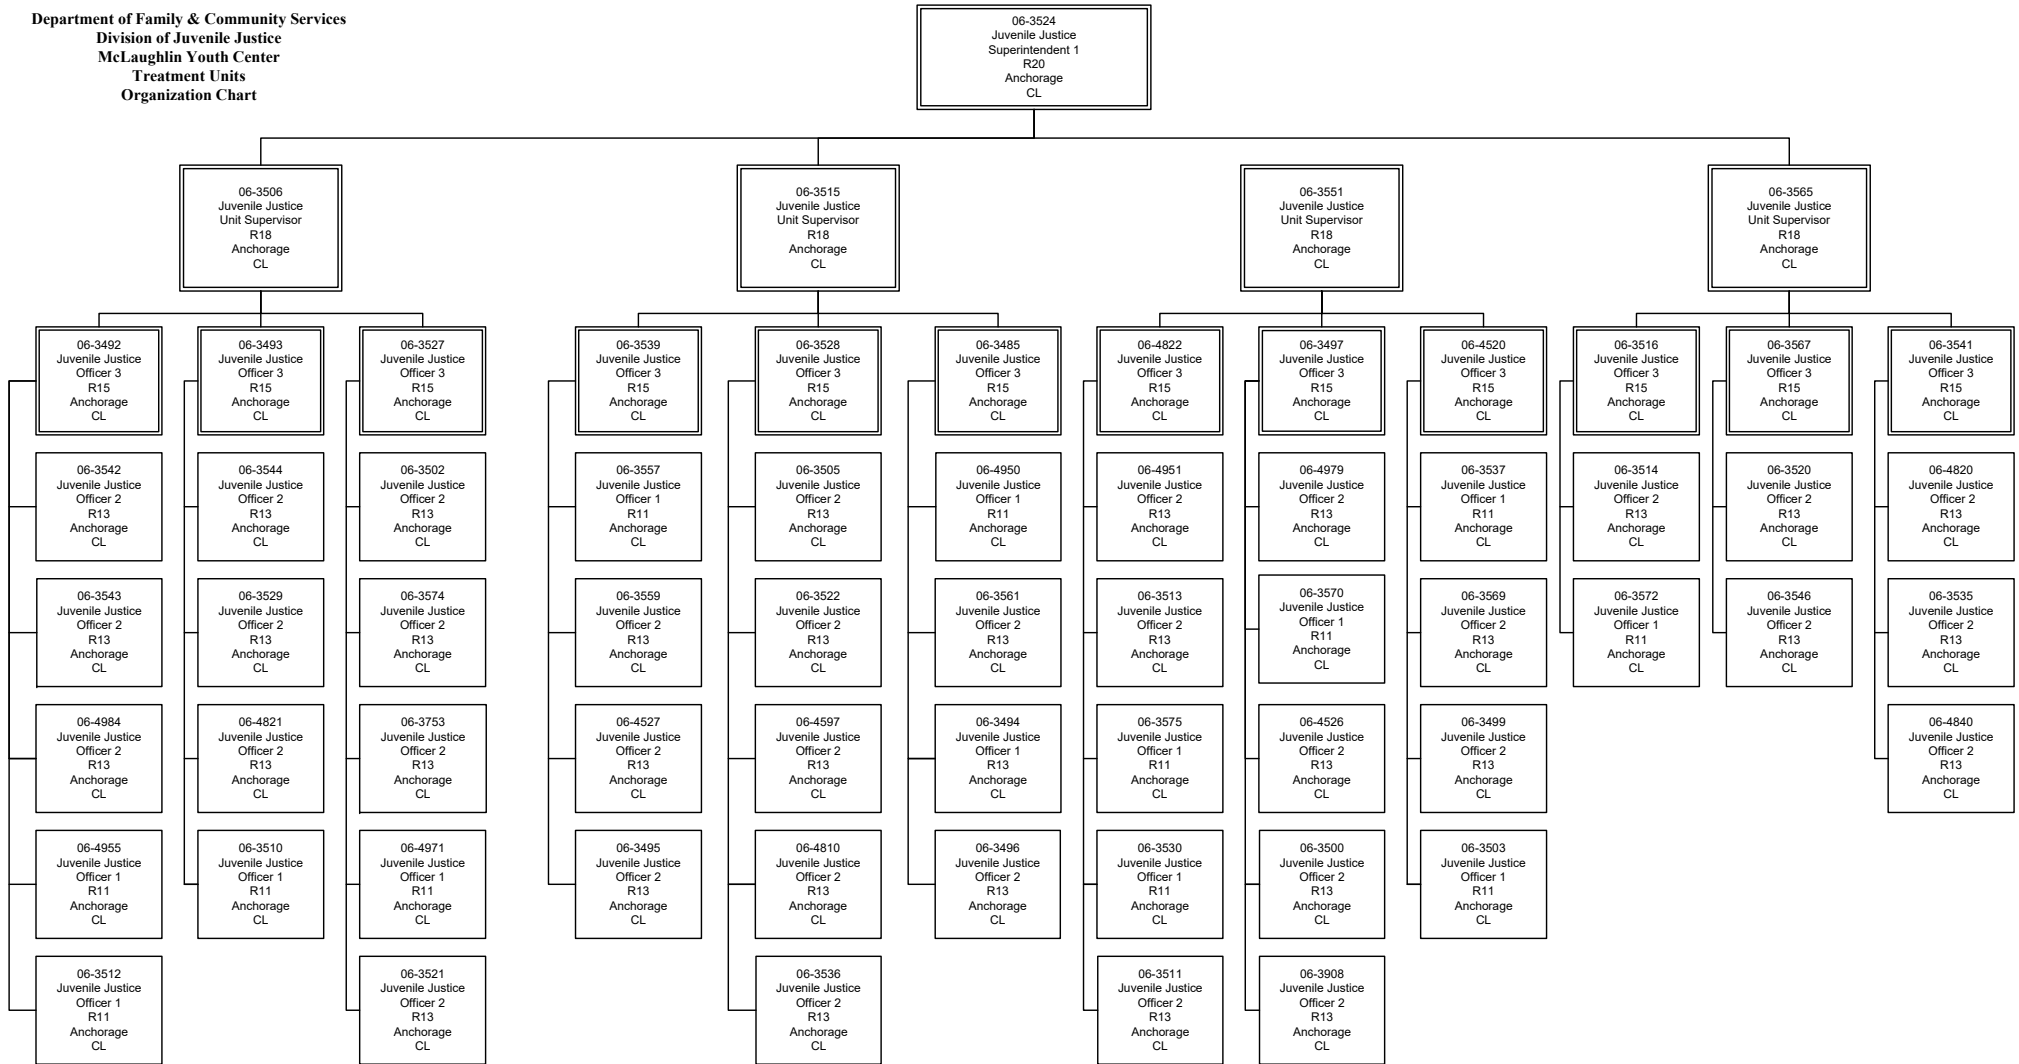 Department of Family & Community Services
Division of Juvenile Justice
McLaughlin Youth Center
Treatment Units
Organization Chart
06-3524
Juvenile Justice
Superintendent 1
R20
Anchorage
CL
06-3506
Juvenile Justice
Unit Supervisor
R18
Anchorage
CL
06-3515
Juvenile Justice
Unit Supervisor
R18
Anchorage
CL
06-3551
Juvenile Justice
Unit Supervisor
R18
Anchorage
CL
06-3565
Juvenile Justice
Unit Supervisor
R18
Anchorage
CL
06-3492
Juvenile Justice
Officer 3
R15
Anchorage
CL
06-3493
Juvenile Justice
Officer 3
R15
Anchorage
CL
06-3527
Juvenile Justice
Officer 3
R15
Anchorage
CL
06-3539
Juvenile Justice
Officer 3
R15
Anchorage
CL
06-3528
Juvenile Justice
Officer 3
R15
Anchorage
CL
06-3485
Juvenile Justice
Officer 3
R15
Anchorage
CL
06-4822
Juvenile Justice
Officer 3
R15
Anchorage
CL
06-3497
Juvenile Justice
Officer 3
R15
Anchorage
CL
06-4520
Juvenile Justice
Officer 3
R15
Anchorage
CL
06-3516
Juvenile Justice
Officer 3
R15
Anchorage
CL
06-3567
Juvenile Justice
Officer 3
R15
Anchorage
CL
06-3541
Juvenile Justice
Officer 3
R15
Anchorage
CL
06-3542
Juvenile Justice
Officer 2
R13
Anchorage
CL
06-3544
Juvenile Justice
Officer 2
R13
Anchorage
CL
06-3502
Juvenile Justice
Officer 2
R13
Anchorage
CL
06-3557
Juvenile Justice
Officer 1
R11
Anchorage
CL
06-3505
Juvenile Justice
Officer 2
R13
Anchorage
CL
06-4950
Juvenile Justice
Officer 1
R11
Anchorage
CL
06-4951
Juvenile Justice
Officer 2
R13
Anchorage
CL
06-4979
Juvenile Justice
Officer 2
R13
Anchorage
CL
06-3537
Juvenile Justice
Officer 1
R11
Anchorage
CL
06-3514
Juvenile Justice
Officer 2
R13
Anchorage
CL
06-3520
Juvenile Justice
Officer 2
R13
Anchorage
CL
06-4820
Juvenile Justice
Officer 2
R13
Anchorage
CL
06-3543
Juvenile Justice
Officer 2
R13
Anchorage
CL
06-3529
Juvenile Justice
Officer 2
R13
Anchorage
CL
06-3574
Juvenile Justice
Officer 2
R13
Anchorage
CL
06-3559
Juvenile Justice
Officer 2
R13
Anchorage
CL
06-3522
Juvenile Justice
Officer 2
R13
Anchorage
CL
06-3561
Juvenile Justice
Officer 2
R13
Anchorage
CL
06-3513
Juvenile Justice
Officer 2
R13
Anchorage
CL
06-3570
Juvenile Justice
Officer 1
R11
Anchorage
CL
06-3569
Juvenile Justice
Officer 2
R13
Anchorage
CL
06-3572
Juvenile Justice
Officer 1
R11
Anchorage
CL
06-3546
Juvenile Justice
Officer 2
R13
Anchorage
CL
06-3535
Juvenile Justice
Officer 2
R13
Anchorage
CL
06-4984
Juvenile Justice
Officer 2
R13
Anchorage
CL
06-4821
Juvenile Justice
Officer 2
R13
Anchorage
CL
06-3753
Juvenile Justice
Officer 2
R13
Anchorage
CL
06-4527
Juvenile Justice
Officer 2
R13
Anchorage
CL
06-4597
Juvenile Justice
Officer 2
R13
Anchorage
CL
06-3494
Juvenile Justice
Officer 1
R13
Anchorage
CL
06-3575
Juvenile Justice
Officer 1
R11
Anchorage
CL
06-4526
Juvenile Justice
Officer 2
R13
Anchorage
CL
06-3499
Juvenile Justice
Officer 2
R13
Anchorage
CL
06-4840
Juvenile Justice
Officer 2
R13
Anchorage
CL
06-4955
Juvenile Justice
Officer 1
R11
Anchorage
CL
06-3510
Juvenile Justice
Officer 1
R11
Anchorage
CL
06-4971
Juvenile Justice
Officer 1
R11
Anchorage
CL
06-3495
Juvenile Justice
Officer 2
R13
Anchorage
CL
06-4810
Juvenile Justice
Officer 2
R13
Anchorage
CL
06-3496
Juvenile Justice
Officer 2
R13
Anchorage
CL
06-3530
Juvenile Justice
Officer 1
R11
Anchorage
CL
06-3500
Juvenile Justice
Officer 2
R13
Anchorage
CL
06-3503
Juvenile Justice
Officer 1
R11
Anchorage
CL
06-3512
Juvenile Justice
Officer 1
R11
Anchorage
CL
06-3521
Juvenile Justice
Officer 2
R13
Anchorage
CL
06-3536
Juvenile Justice
Officer 2
R13
Anchorage
CL
06-3511
Juvenile Justice
Officer 2
R13
Anchorage
CL
06-3908
Juvenile Justice
Officer 2
R13
Anchorage
CL